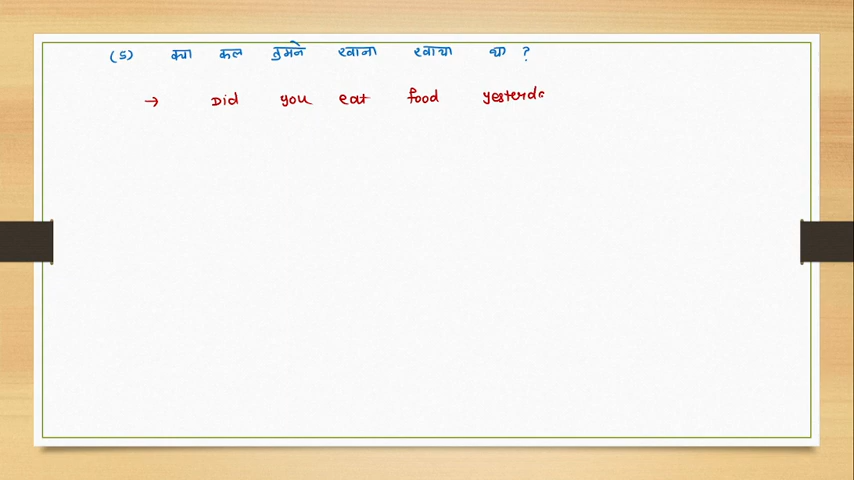 (5) क्या कल तुमने खाना खाया था ?
→ Did you eat food yesterda